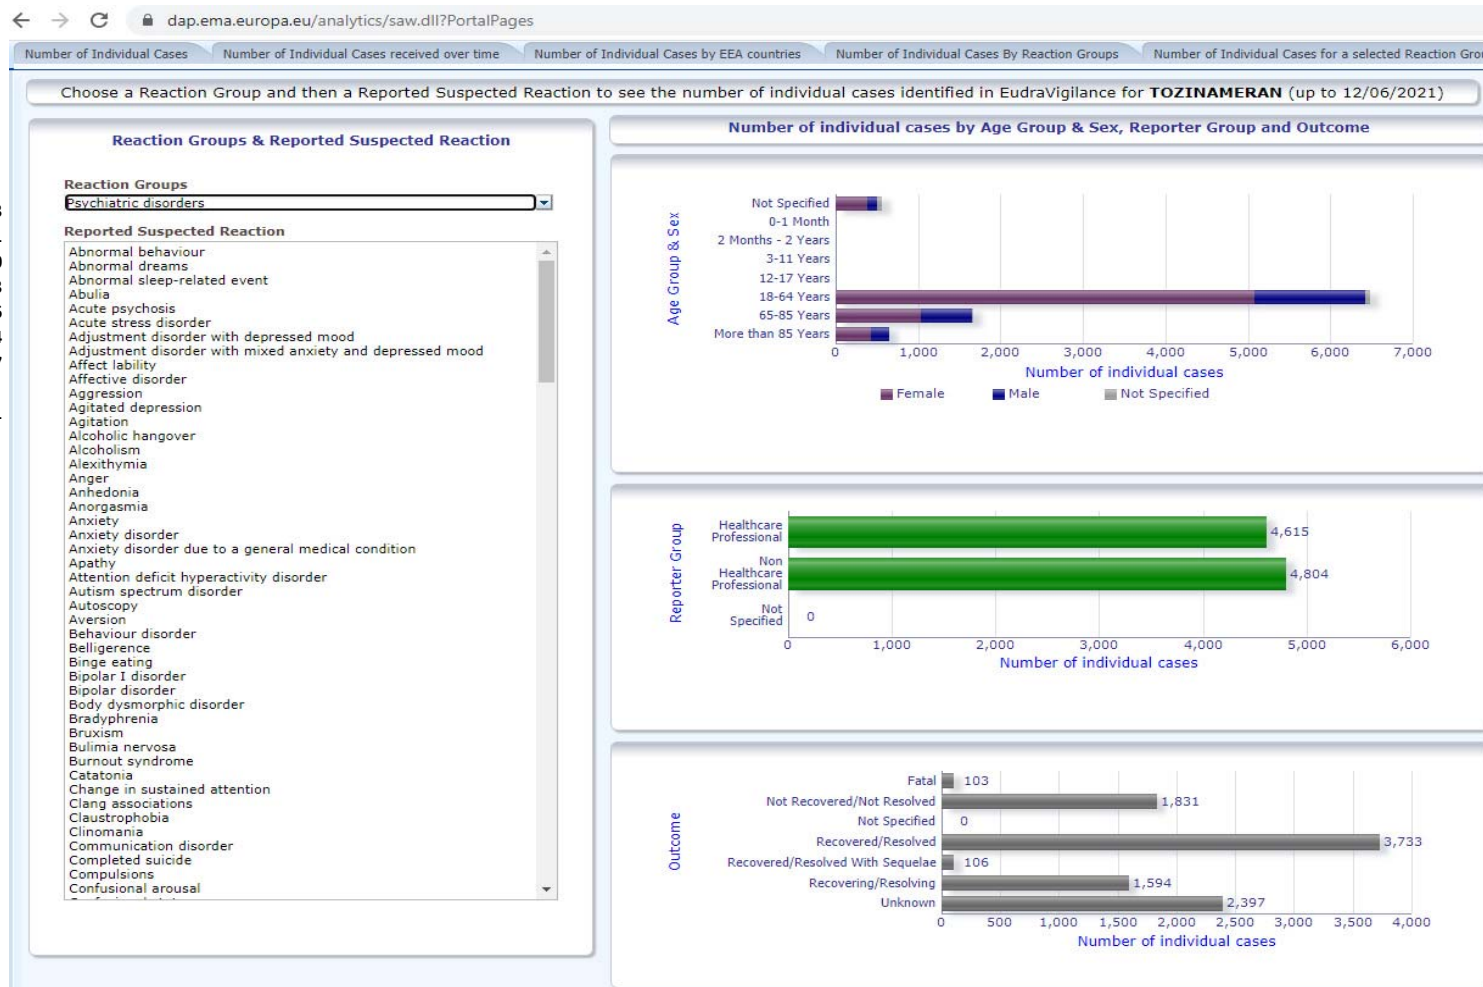 dap.ema.europa.eu/analytics/saw.dll?PortalPages
Number of Individual Cases
Number of Individual Cases received over time
Number of Individual Cases by EEA countries
Number of Individual Cases By Reaction Groups
Number of Individual Cases for a selected Reaction Grou
Choose a Reaction Group and then a Reported Suspected Reaction to see the number of individual cases identified in EudraVigilance for TOZINAMERAN (up to 12/06/2021)
Reaction Groups & Reported Suspected Reaction
Reaction Groups
Psychiatric disorders
Reported Suspected Reaction
Abnormal behaviour
Abnormal dreams
Abnormal sleep-related event
Abulia
Acute psychosis
Acute stress disorder
Adjustment disorder with depressed mood
Adjustment disorder with mixed anxiety and depressed mood
Affect lability
Affective disorder
Aggression
Agitated depression
Agitation
Alcoholic hangover
Alcoholism
Alexithymia
Anger
Anhedonia
Anorgasmia
Anxiety
Anxiety disorder
Anxiety disorder due to a general medical condition
Apathy
Attention deficit hyperactivity disorder
Autism spectrum disorder
Autoscopy
Aversion
Behaviour disorder
Belligerence
Binge eating
Bipolar I disorder
Bipolar disorder
Body dysmorphic disorder
Bradyphrenia
Bruxism
Bulimia nervosa
Burnout syndrome
Catatonia
Change in sustained attention
Clang associations
Claustrophobia
Clinomania
Communication disorder
Completed suicide
Compulsions
Confusional arousal
Number of individual cases by Age Group & Sex, Reporter Group and Outcome
Age Group & Sex
Not Specified
0-1 Month
2 Months - 2 Years
3-11 Years
12-17 Years
18-64 Years
65-85 Years
More than 85 Years
0 1,000 2,000 3,000 4,000 5,000 6,000 7,000
Number of individual cases
Female Male Not Specified
Reporter Group
Healthcare
Professional
4,615
Non
Healthcare
Professional
4,804
Not
Specified
0
0 1,000 2,000 3,000 4,000 5,000 6,000
Number of individual cases
Outcome
Fatal 103
Not Recovered/Not Resolved 1,831
Not Specified 0
Recovered/Resolved 3,733
Recovered/Resolved With Sequelae 106
Recovering/Resolving 1,594
Unknown 2,397
0 500 1,000 1,500 2,000 2,500 3,000 3,500 4,000
Number of individual cases